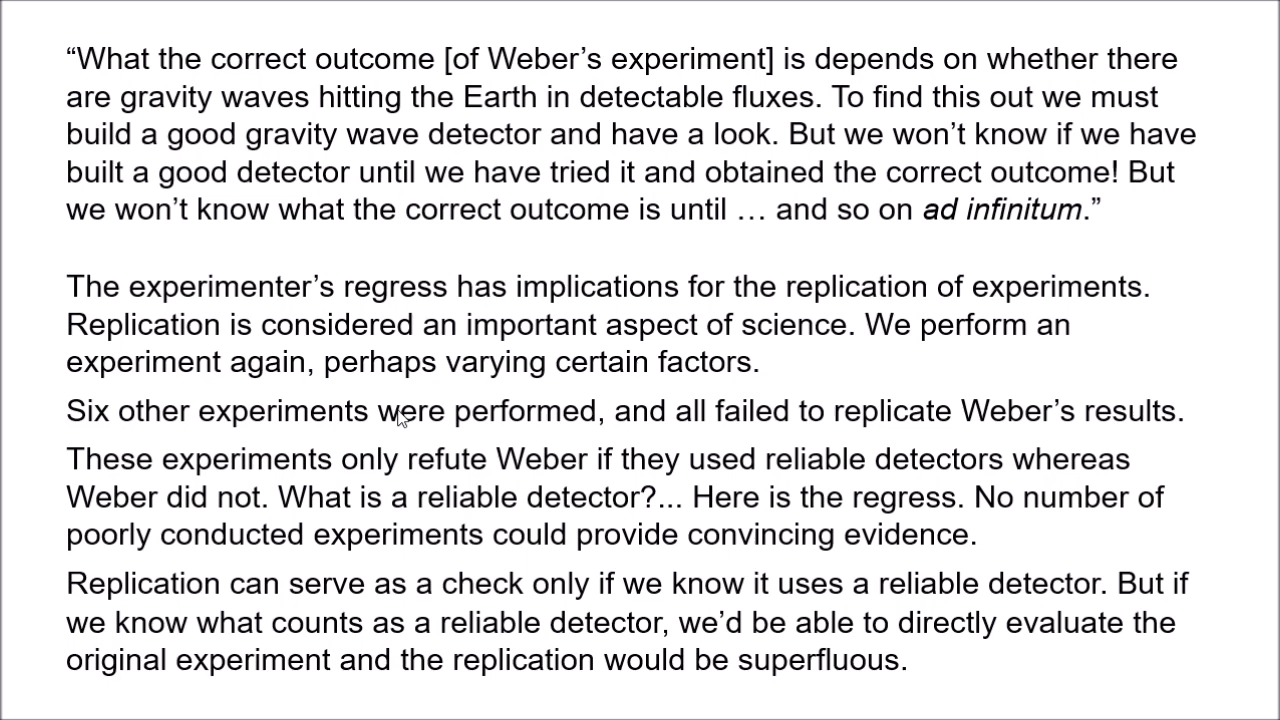 “What the correct outcome [of Weber’s experiment] is depends on whether there
are gravity waves hitting the Earth in detectable fluxes. To find this out we must
build a good gravity wave detector and have a look. But we won’t know if we have
built a good detector until we have tried it and obtained the correct outcome! But
we won’t know what the correct outcome is until … and so on ad infinitum.”
The experimenter’s regress has implications for the replication of experiments.
Replication is considered an important aspect of science. We perform an
experiment again, perhaps varying certain factors.
Six other experiments were performed, and all failed to replicate Weber’s results.
These experiments only refute Weber if they used reliable detectors whereas
Weber did not. What is a reliable detector?... Here is the regress. No number of
poorly conducted experiments could provide convincing evidence.
Replication can serve as a check only if we know it uses a reliable detector. But if
we know what counts as a reliable detector, we’d be able to directly evaluate the
original experiment and the replication would be superfluous.